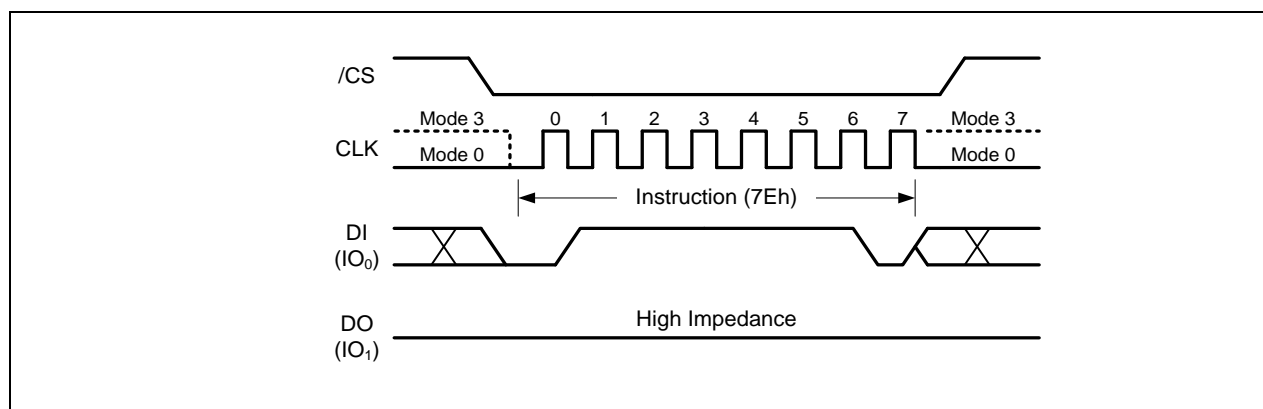 /CS
Mode 3 0 1 2 3 4 5 6 7 Mode 3
CLK
Mode 0 Mode 0
Instruction (7Eh)
DI
(IO₀)
High Impedance
DO
(IO₁)